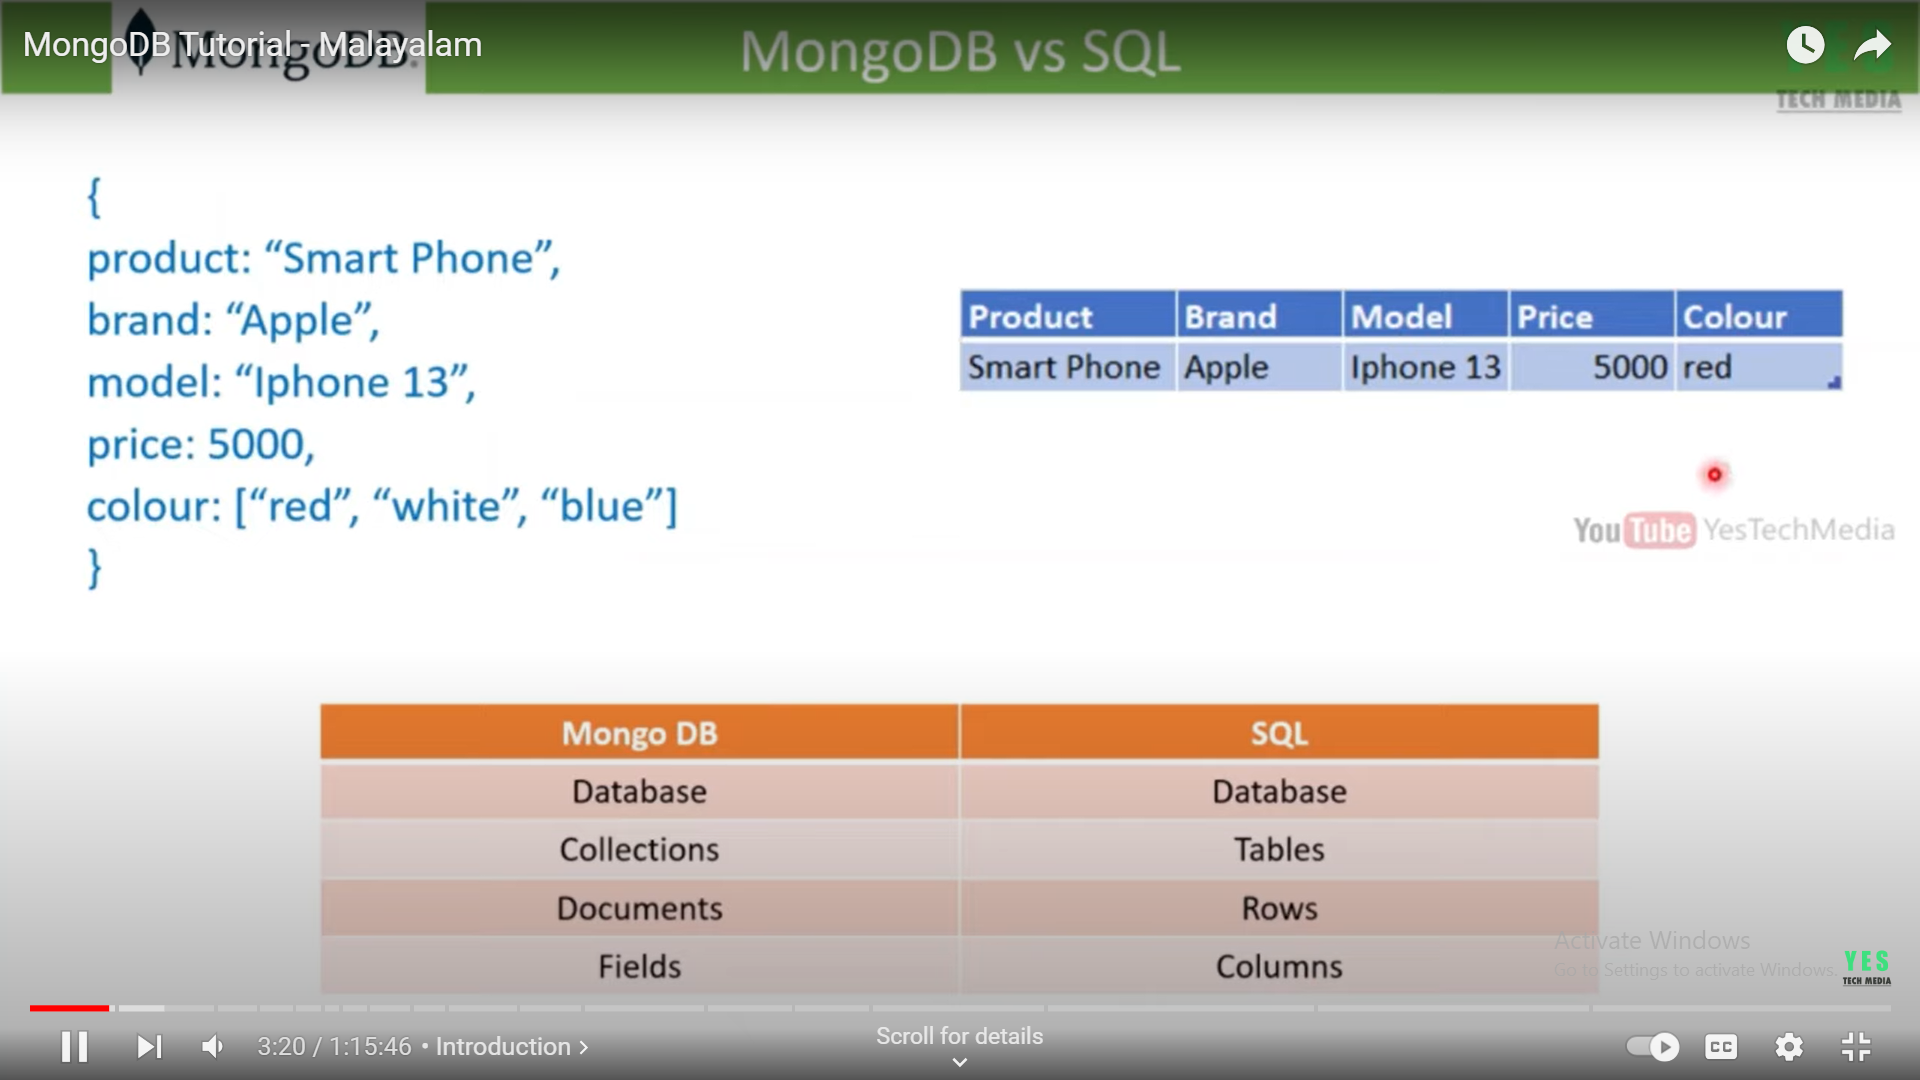 MongoDB Tutorial - Malayalam
MongoDB.
MongoDB vs SQL
YES
TECH MEDIA
{
product: “Smart Phone”,
brand: “Apple”,
model: “Iphone 13”,
price: 5000,
colour: [“red”, “white”, “blue”]
}
Product Brand Model Price Colour
Smart Phone Apple Iphone 13 5000 red
YouTube YesTechMedia
Mongo DB SQL
Database Database
Collections Tables
Documents Rows
Fields Columns
Activate Windows
Go to Settings to activate Windows.
YES
TECH MEDIA
3:20 / 1:15:46 • Introduction
Scroll for details
CC